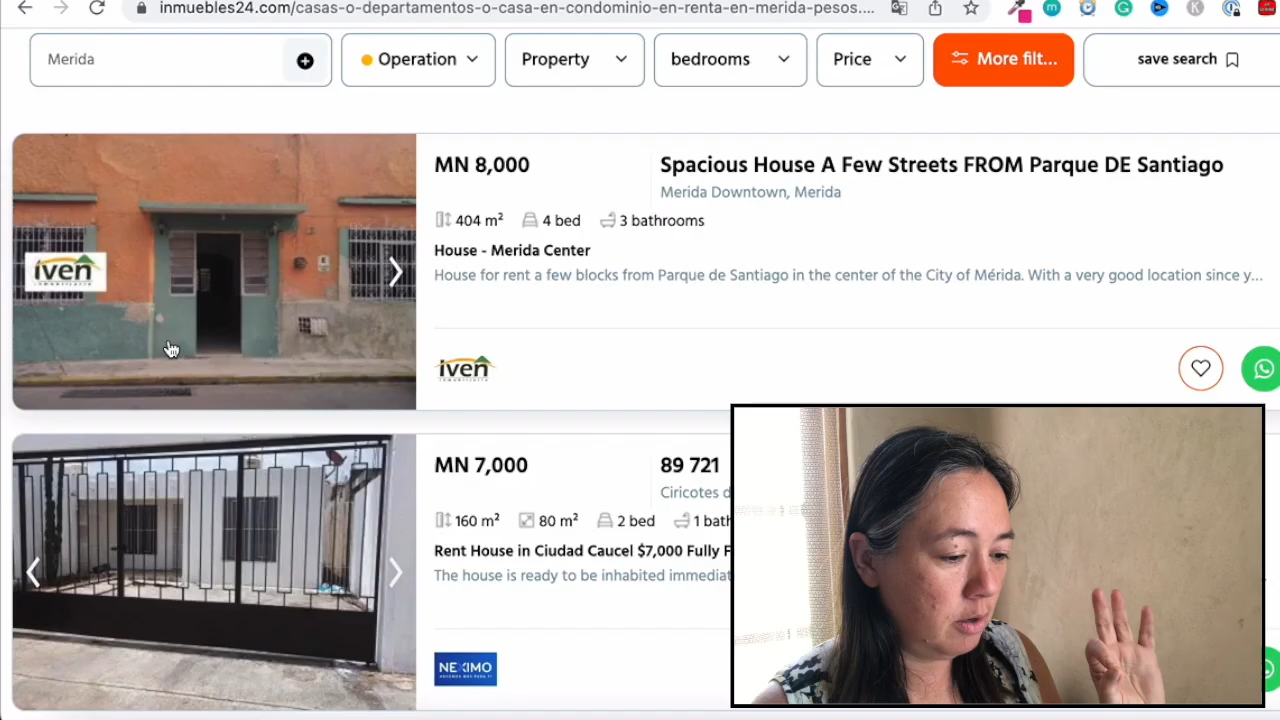 inmuebles24.com/casas-o-departamentos-o-casa-en-condominio-en-renta-en-merida-pesos....
Merida
Operation
Property
bedrooms
Price
More filt...
save search
MN 8,000
Spacious House A Few Streets FROM Parque DE Santiago
Merida Downtown, Merida
404 m²
4 bed
3 bathrooms
House - Merida Center
House for rent a few blocks from Parque de Santiago in the center of the City of Mérida. With a very good location since y...
iven
inmobiliaria
iven
inmobiliaria
MN 7,000
89 721
Ciricotes d
160 m²
80 m²
2 bed
1 bath
Rent House in Ciudad Caucel $7,000 Fully F
The house is ready to be inhabited immediat
NEXIMO